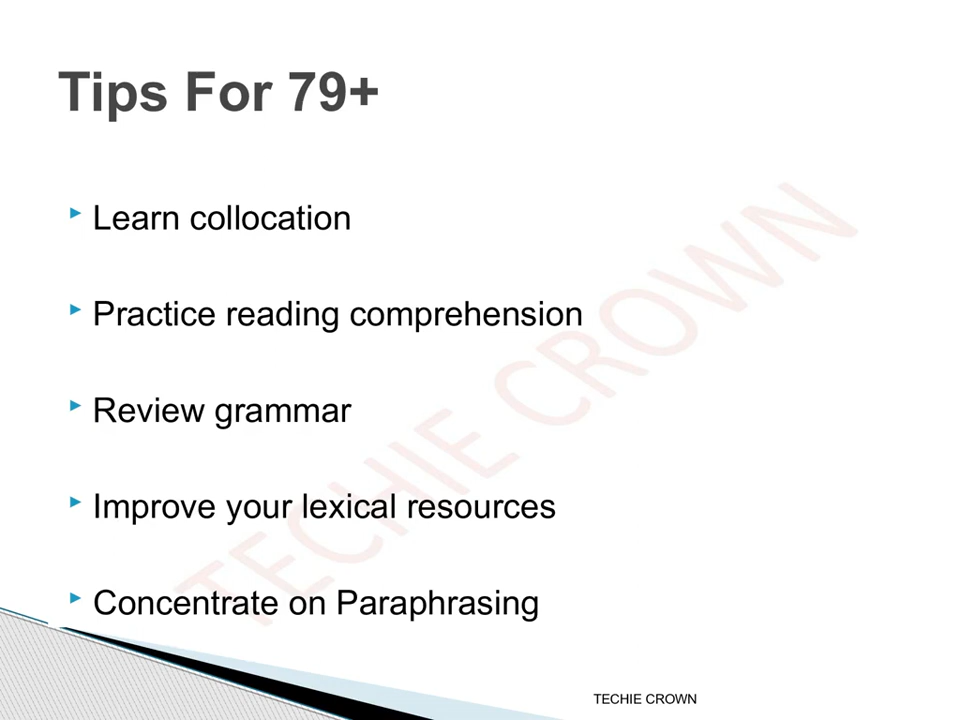 Tips For 79+
Learn collocation
Practice reading comprehension
Review grammar
Improve your lexical resources
Concentrate on Paraphrasing
TECHIE CROWN
TECHIE CROWN